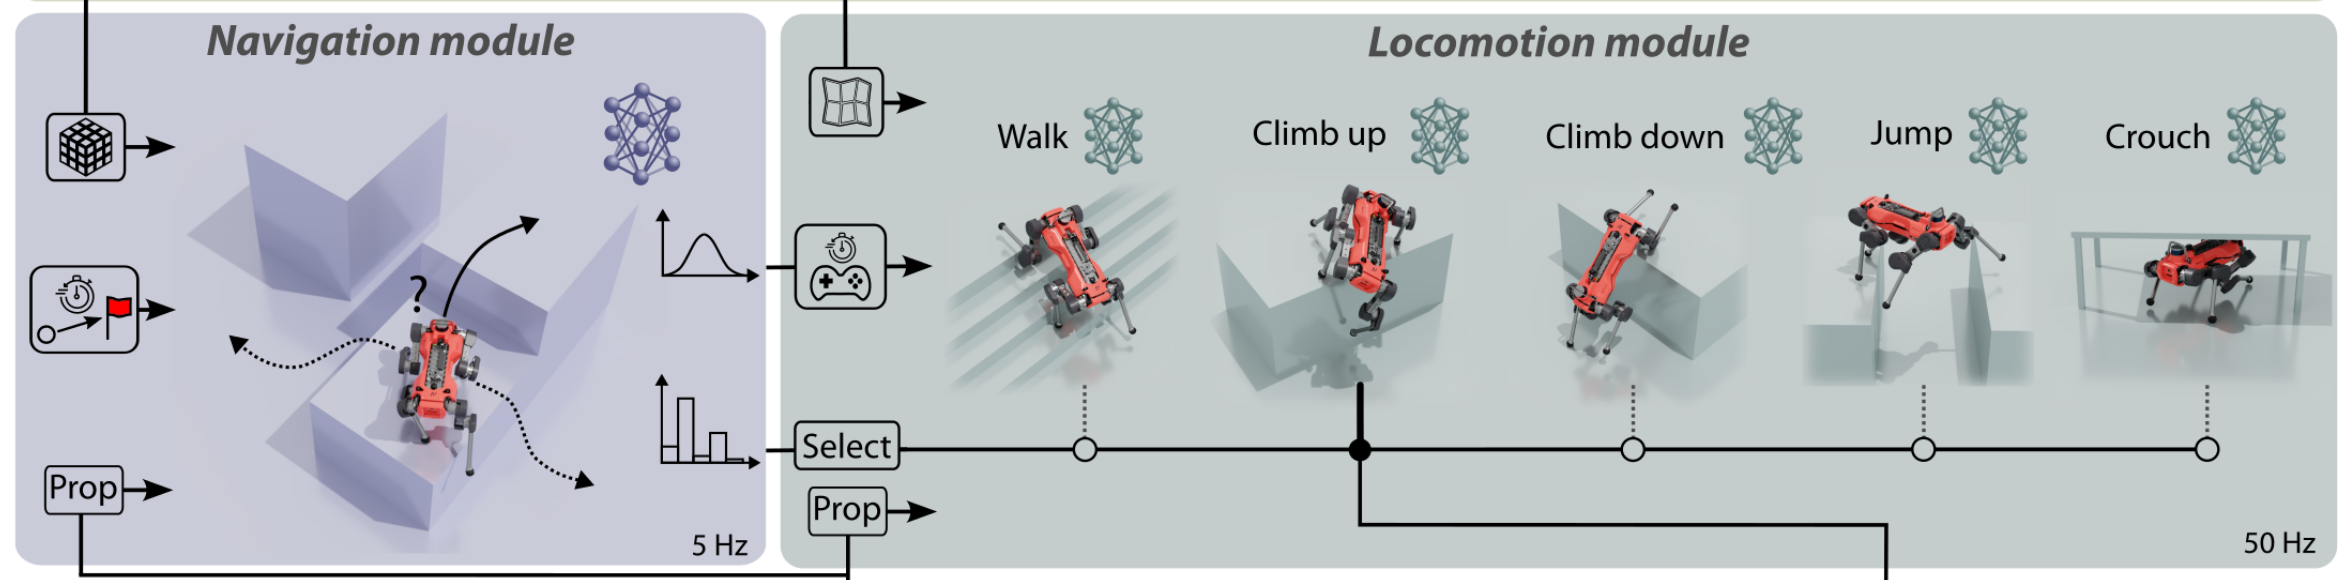 Navigation module
?
Prop
5 Hz
Locomotion module
Walk
Climb up
Climb down
Jump
Crouch
Select
Prop
50 Hz